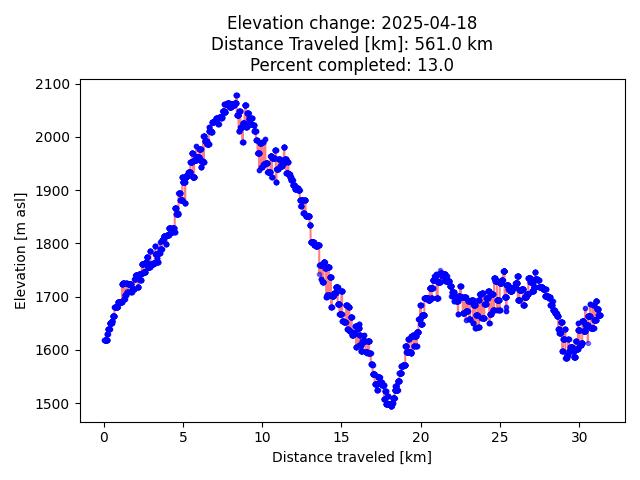 Elevation change: 2025-04-18
Distance Traveled [km]: 561.0 km
Percent completed: 13.0
Elevation [m asl]
2100
2000
1900
1800
1700
1600
1500
0 5 10 15 20 25 30
Distance traveled [km]